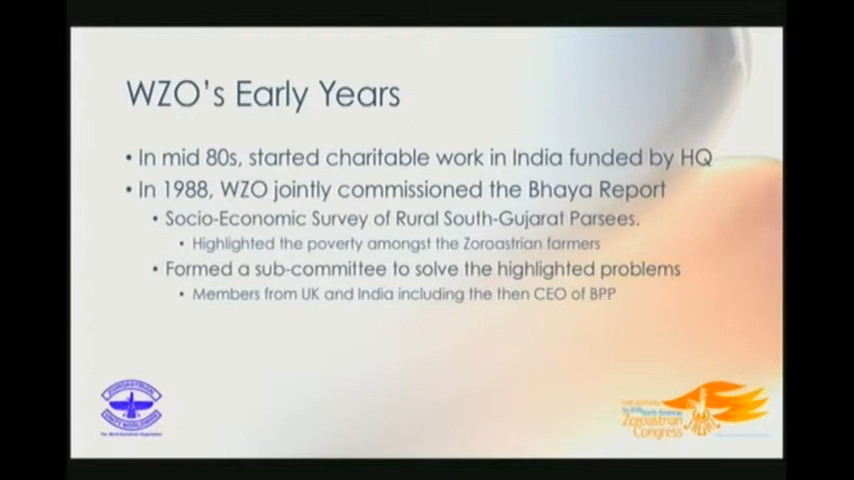 WZO's Early Years
• In mid 80s, started charitable work in India funded by HQ
• In 1988, WZO jointly commissioned the Bhaya Report
• Socio-Economic Survey of Rural South-Gujarat Parsees.
• Highlighted the poverty amongst the Zoroastrian farmers
• Formed a sub-committee to solve the highlighted problems
• Members from UK and India including the then CEO of BPP
ZOROASTRIAN
North American
Zoroastrian
Congress